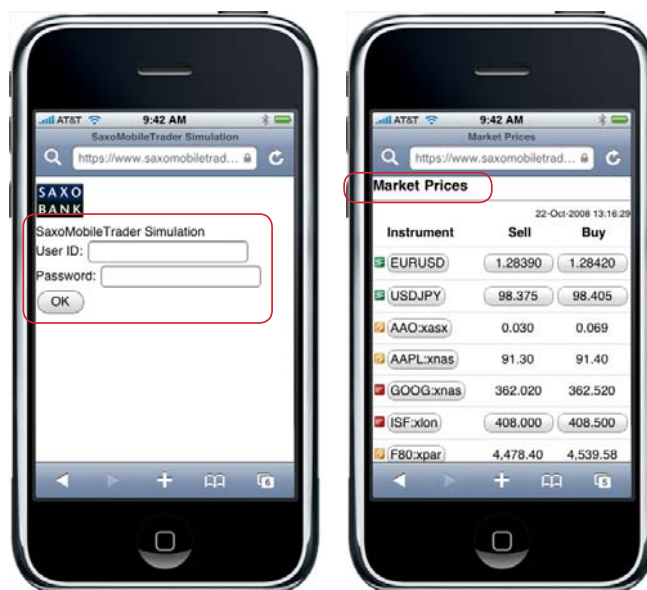 AT&T 9:42 AM
SaxoMobileTrader Simulation
https://www.saxomobiletrad...
SAXO
BANK
SaxoMobileTrader Simulation
User ID:
Password:
OK
6
AT&T 9:42 AM
Market Prices
https://www.saxomobiletrad...
Market Prices
22-Oct-2008 13:16:29
Instrument Sell Buy
EURUSD 1.28390 1.28420
USDJPY 98.375 98.405
AAO:xasx 0.030 0.069
AAPL:xnas 91.30 91.40
GOOG:xnas 362.020 362.520
ISF:xlon 408.000 408.500
F80:xpar 4,478.40 4,539.58
5